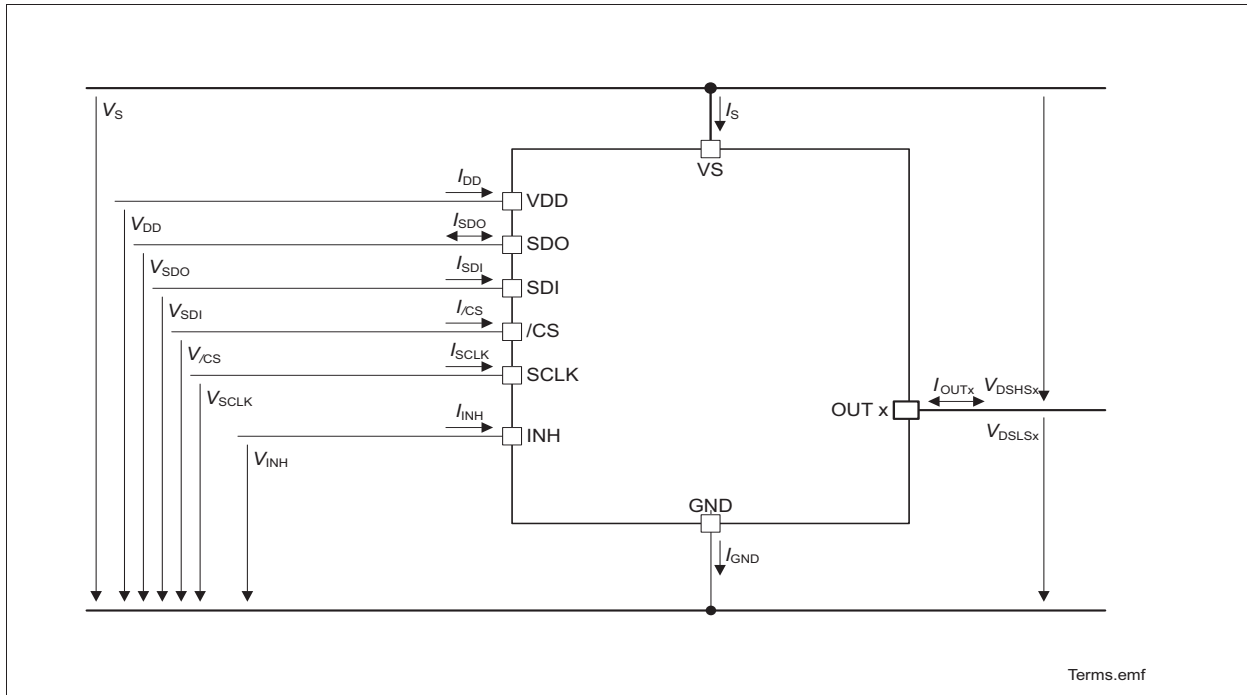 VS
IS
VS
IDD
VDD
VDD
ISDO
SDO
VSDO
ISDI
SDI
VSDI
I/CS
/CS
V/CS
ISCLK
SCLK
VSCLK
IOUTx
VDSHSx
OUT x
IINH
INH
VDSLSx
VINH
GND
IGND
Terms.emf